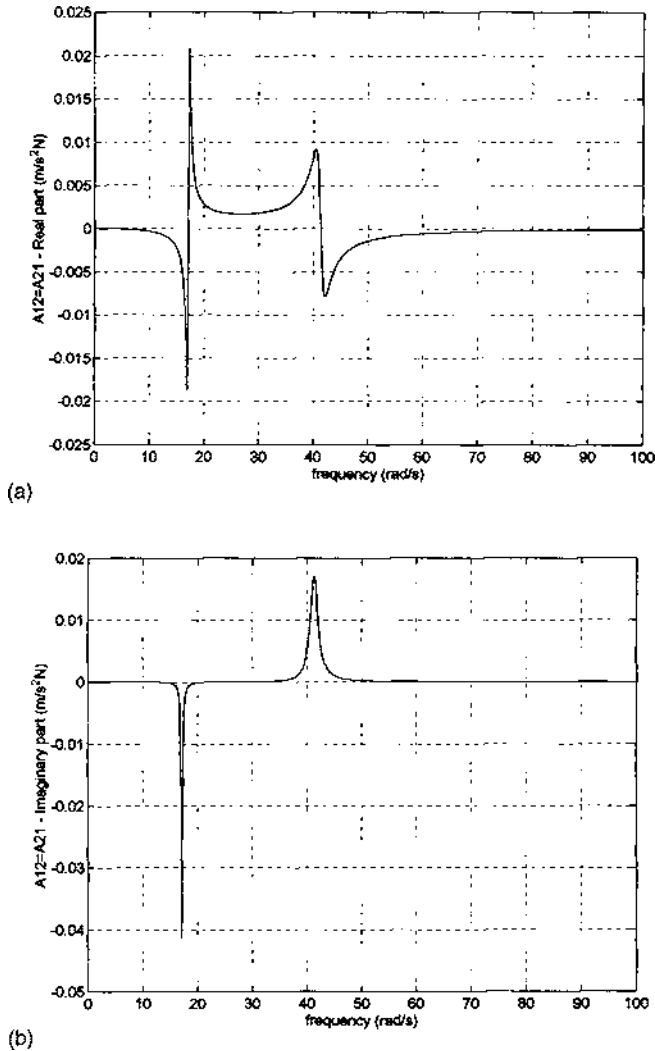 0.025
0.02
0.015
0.01
0.005
0
-0.005
-0.01
-0.015
-0.02
-0.025
A12=A21 - Real part (m/s²N)
0 10 20 30 40 50 60 70 80 90 100
frequency (rad/s)
(a)
0.02
0.01
0
-0.01
-0.02
-0.03
-0.04
-0.05
A12=A21 - Imaginary part (m/s²N)
0 10 20 30 40 50 60 70 80 90 100
frequency (rad/s)
(b)